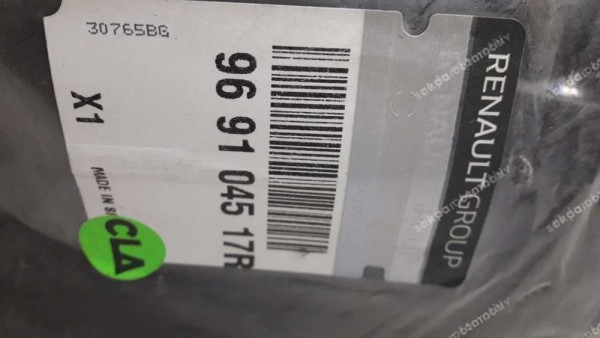 30765BG
96 91 045 17R
X1
MADE IN S
CLA
RENAULT GROUP